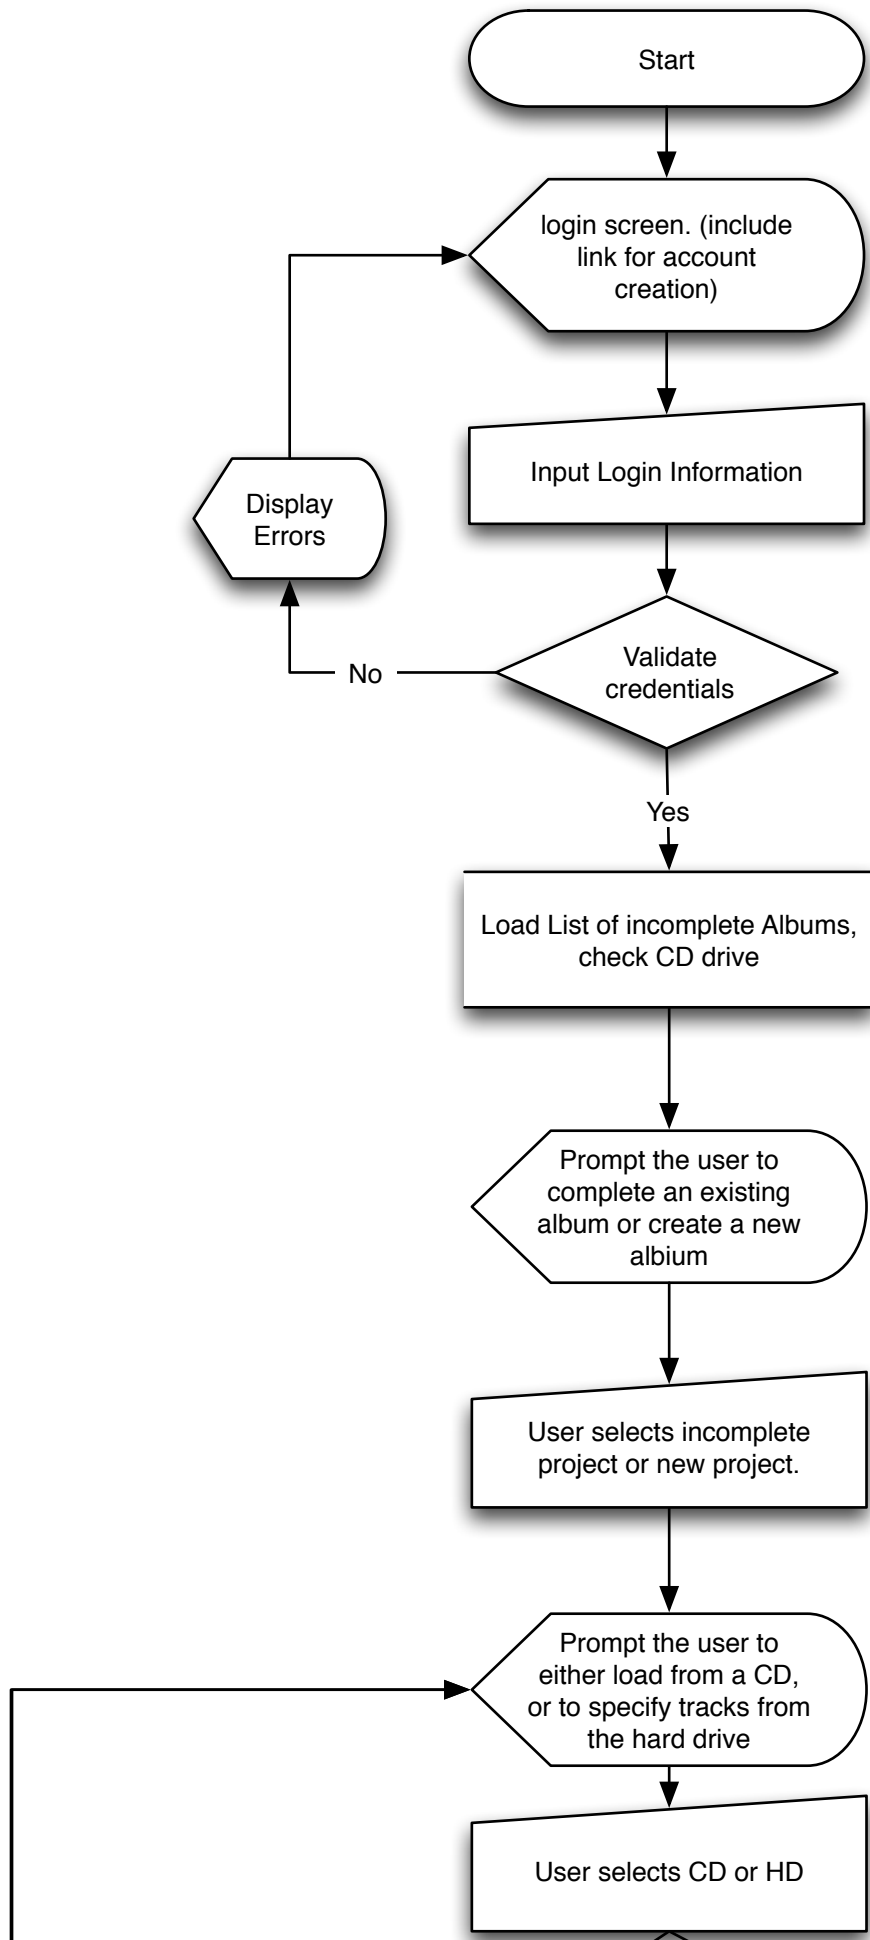 Start
login screen. (include
link for account
creation)
Input Login Information
Display
Errors
Validate
credentials
No
Yes
Load List of incomplete Albums,
check CD drive
Prompt the user to
complete an existing
album or create a new
albium
User selects incomplete
project or new project.
Prompt the user to
either load from a CD,
or to specify tracks from
the hard drive
User selects CD or HD